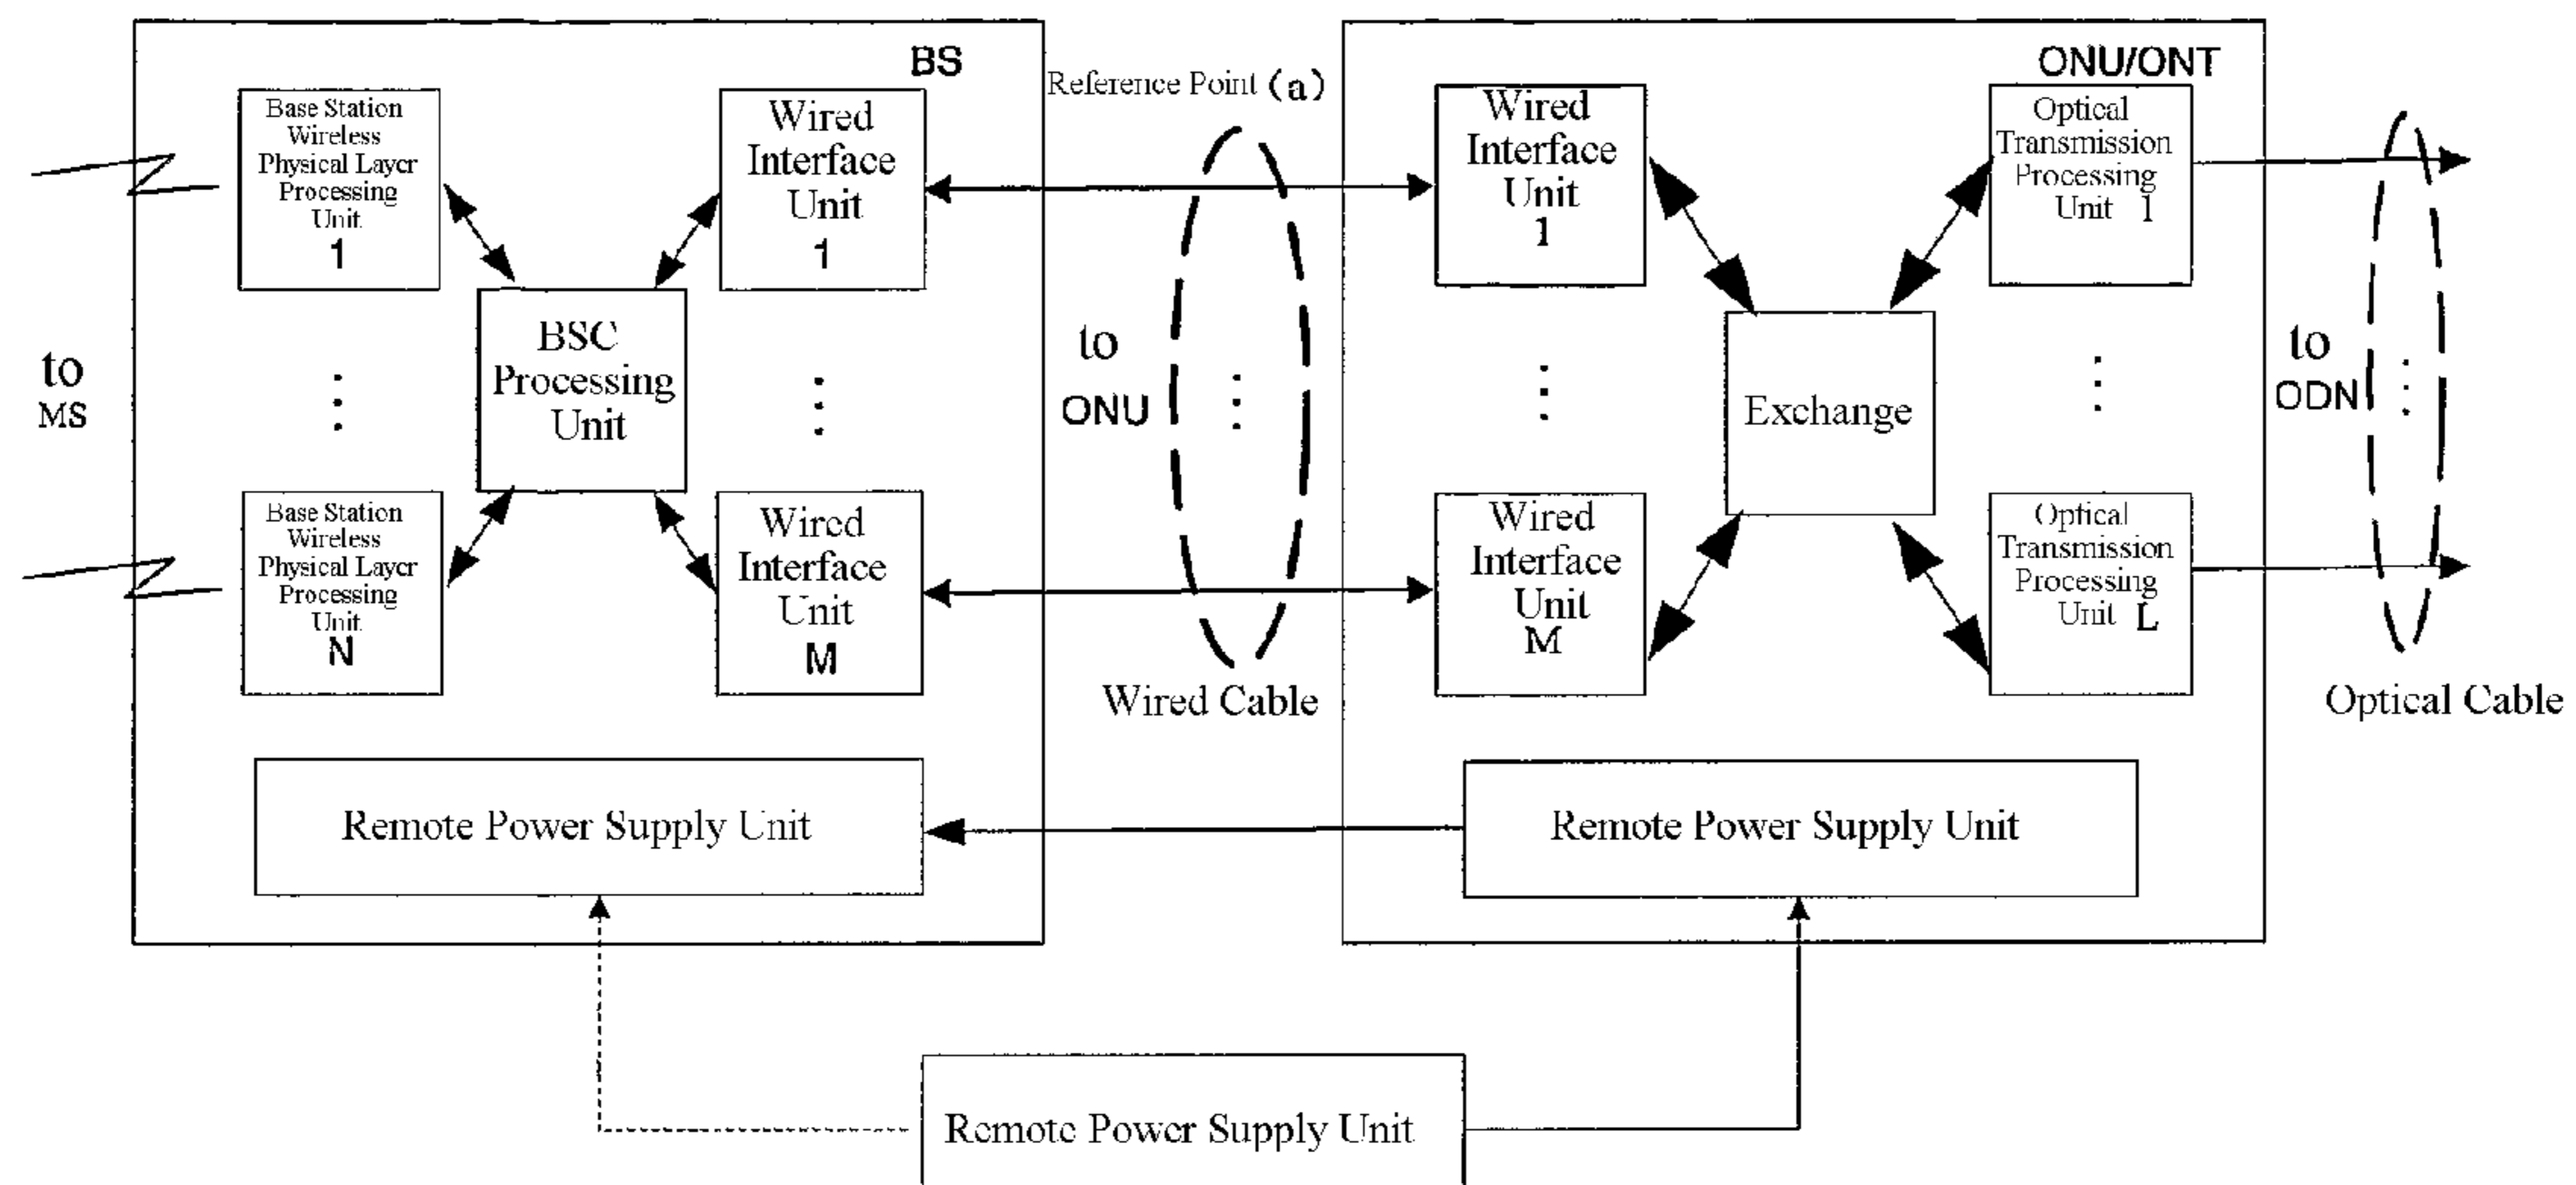 BS
Base Station
Wireless
Physical Layer
Processing
Unit
1
Wired
Interface
Unit
1
BSC
Processing
Unit
to
MS
Base Station
Wireless
Physical Layer
Processing
Unit
N
Wired
Interface
Unit
M
Remote Power Supply Unit
Reference Point (a)
to
ONU
Wired Cable
ONU/ONT
Wired
Interface
Unit
1
Optical
Transmission
Processing
Unit 1
Exchange
Wired
Interface
Unit
M
Optical
Transmission
Processing
Unit L
Remote Power Supply Unit
to
ODN
Optical Cable
Remote Power Supply Unit